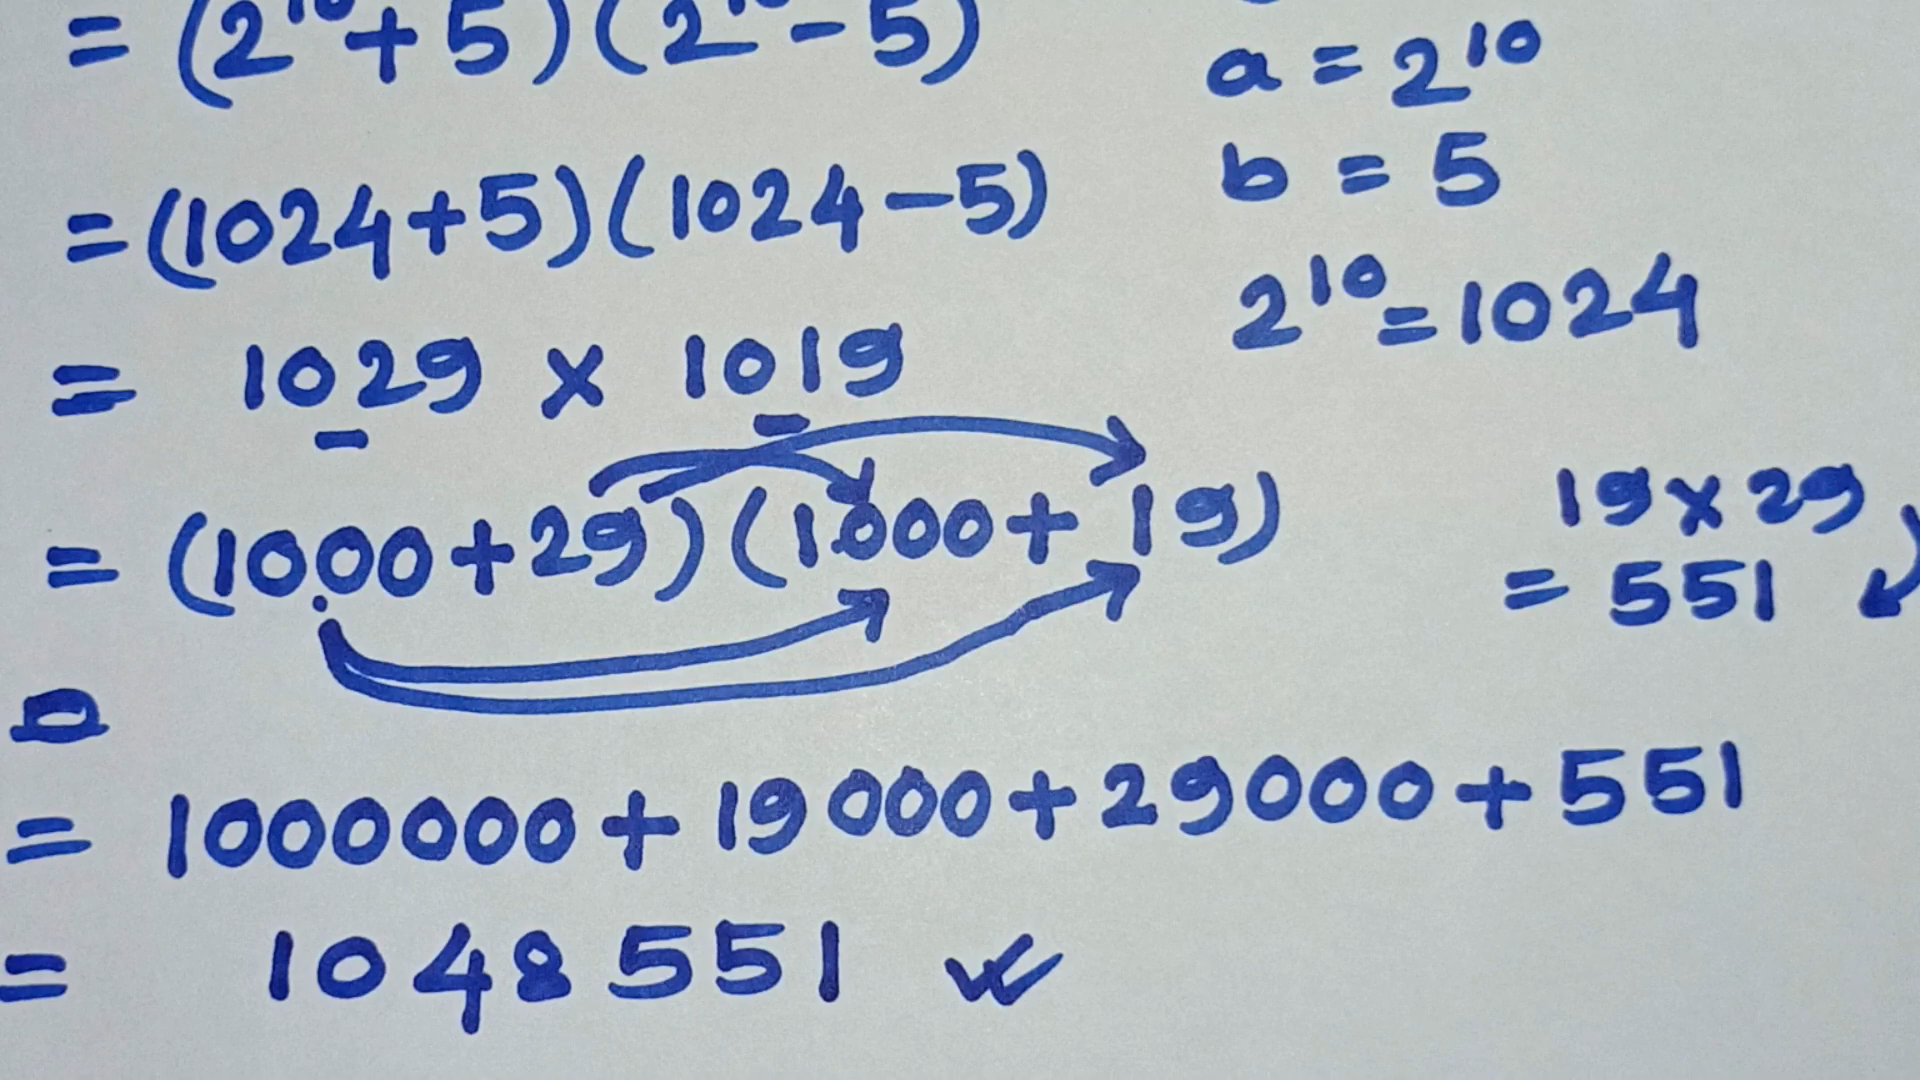 = (2¹⁰+5)(2¹⁰-5)
a = 2¹⁰
= (1024+5)(1024-5)
b = 5
2¹⁰ = 1024
= 1029 × 1019
= (1000+29)(1000+19)
19×29
= 551
=
= 1000000+19000+29000+551
= 1048551